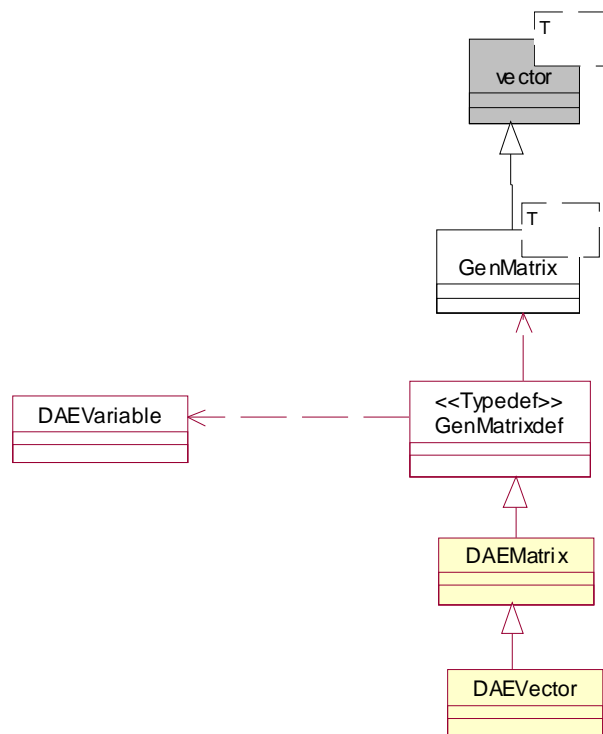 T
vector
T
GenMatrix
<<Typedef>>
GenMatrixdef
DAEVariable
DAEMatrix
DAEVector